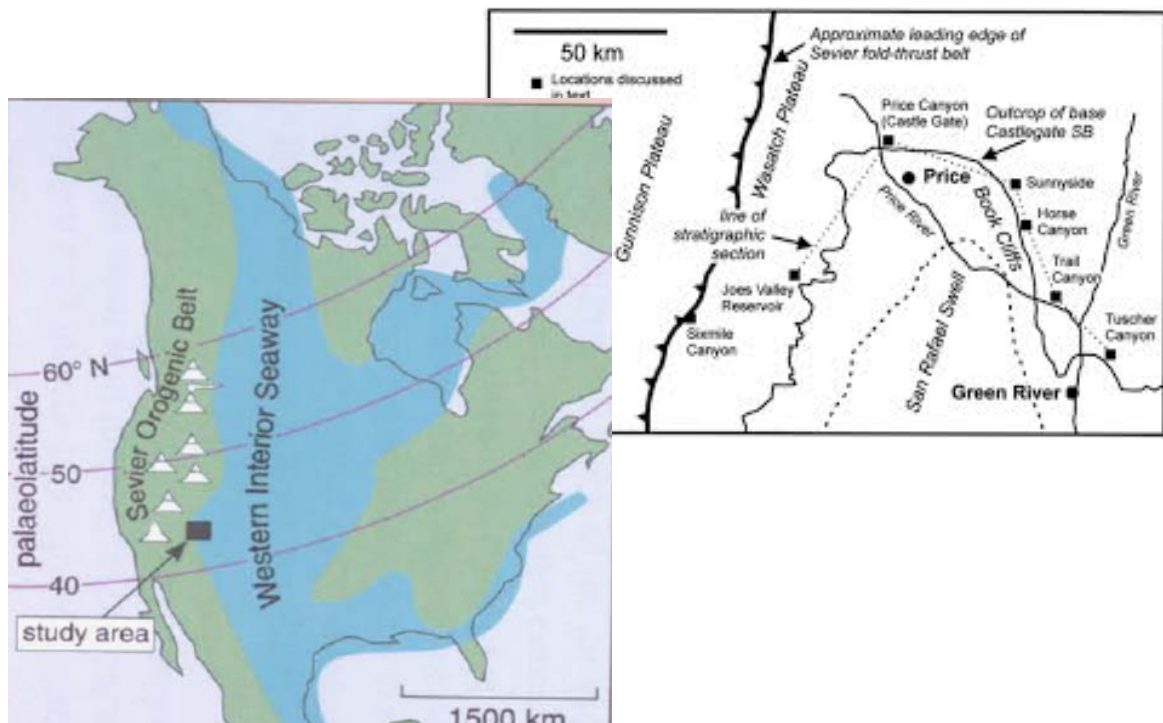 50 km
Locations discussed
in text
Approximate leading edge of
Sevier fold-thrust belt
Gunnison Plateau
Wasatch Plateau
Price Canyon
(Castle Gate)
Outcrop of base
Castlegate SB
Price
Price River
Book Cliffs
Sunnyside
Horse
Canyon
Green River
line of
stratigraphic
section
Trail
Canyon
Joes Valley
Reservoir
Sixmile
Canyon
San Rafael Swell
Tuscher
Canyon
Green River
palaeolatitude
60° N
50
40
Sevier Orogenic Belt
Western Interior Seaway
study area
1500 km